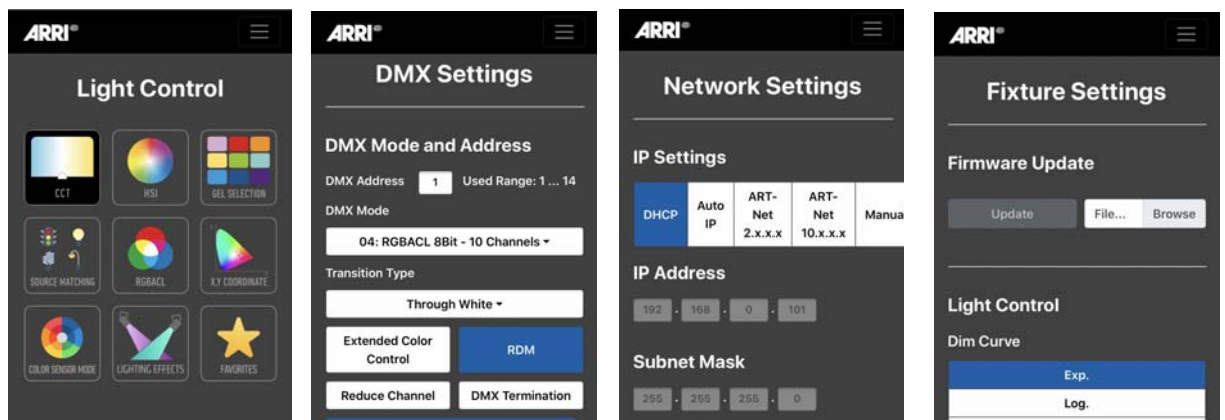 ARRI®
Light Control
CCT
HSI
GEL SELECTION
SOURCE MATCHING
RGBACL
X,Y COORDINATE
COLOR SENSOR MODE
LIGHTING EFFECTS
FAVORITES
ARRI®
DMX Settings
DMX Mode and Address
DMX Address 1 Used Range: 1 ... 14
DMX Mode
04: RGBACL 8Bit - 10 Channels
Transition Type
Through White
Extended Color
Control
RDM
Reduce Channel
DMX Termination
ARRI®
Network Settings
IP Settings
DHCP
Auto
IP
ART-
Net
2.x.x.x
ART-
Net
10.x.x.x
Manua
IP Address
192 . 168 . 0 . 101
Subnet Mask
255 . 255 . 255 . 0
ARRI®
Fixture Settings
Firmware Update
Update File... Browse
Light Control
Dim Curve
Exp.
Log.